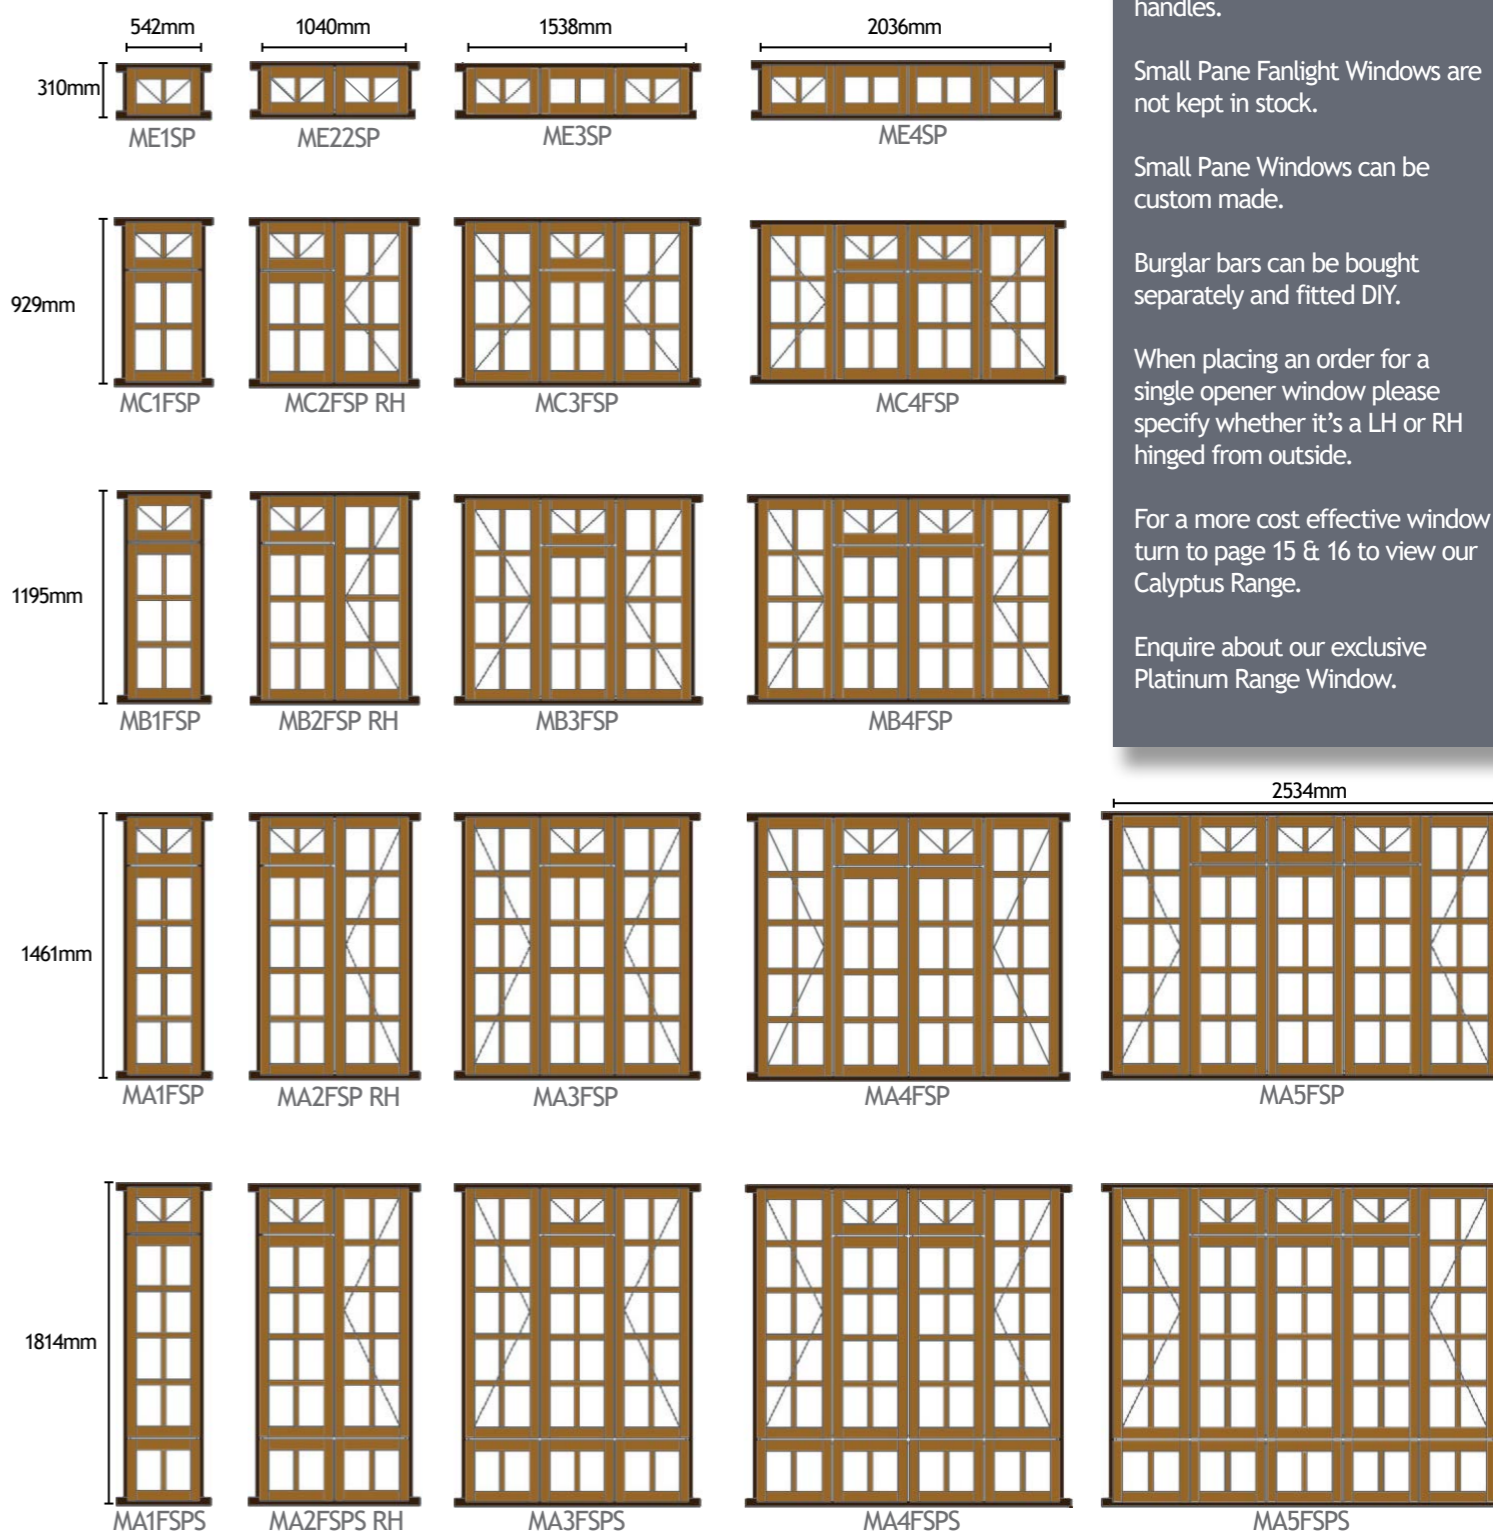 542mm 1040mm 1538mm 2036mm
310mm
ME1SP ME22SP ME3SP ME4SP
929mm
MC1FSP MC2FSP RH MC3FSP MC4FSP
1195mm
MB1FSP MB2FSP RH MB3FSP MB4FSP
handles.
Small Pane Fanlight Windows are
not kept in stock.
Small Pane Windows can be
custom made.
Burglar bars can be bought
separately and fitted DIY.
When placing an order for a
single opener window please
specify whether it’s a LH or RH
hinged from outside.
For a more cost effective window
turn to page 15 & 16 to view our
Calyptus Range.
Enquire about our exclusive
Platinum Range Window.
2534mm
1461mm
MA1FSP MA2FSP RH MA3FSP MA4FSP MA5FSP
1814mm
MA1FSPS MA2FSPS RH MA3FSPS MA4FSPS MA5FSPS